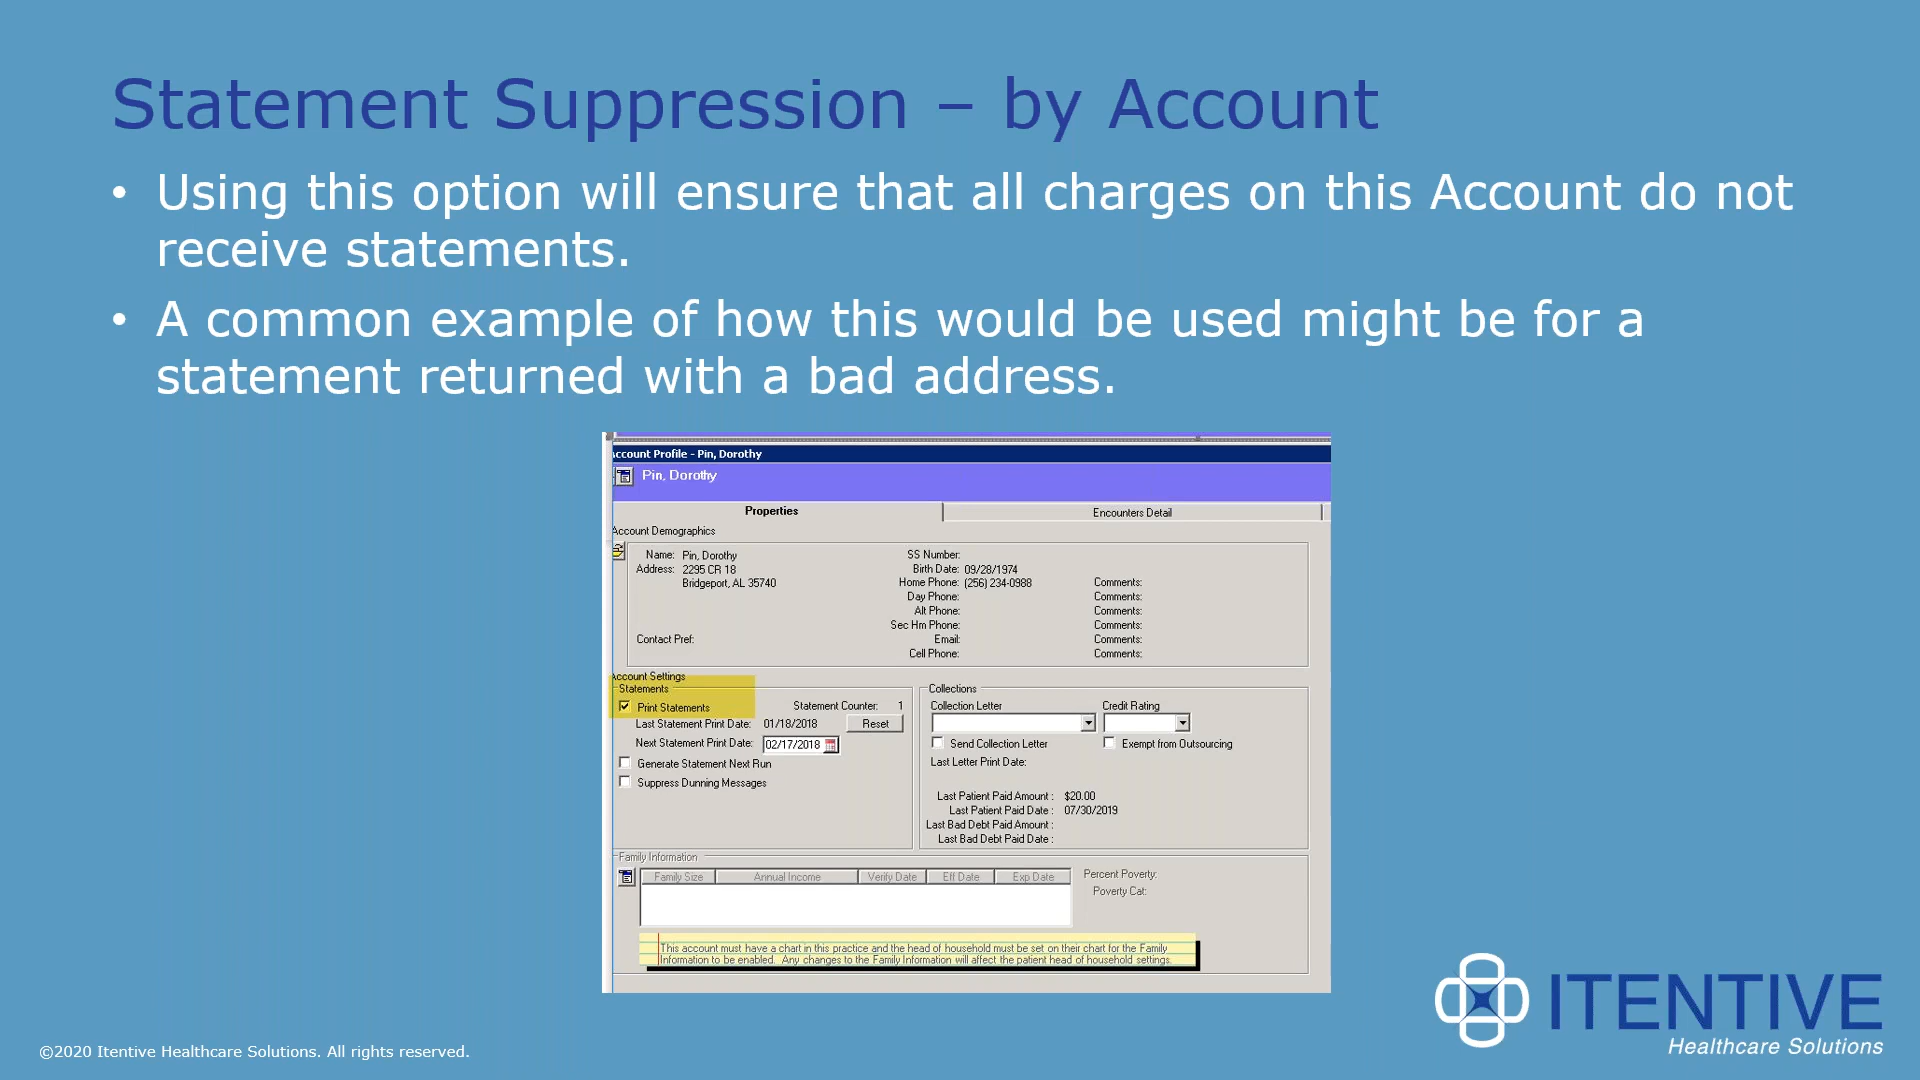 Statement Suppression – by Account
• Using this option will ensure that all charges on this Account do not
receive statements.
• A common example of how this would be used might be for a
statement returned with a bad address.
Account Profile - Pin, Dorothy
Pin, Dorothy
Properties
Encounters Detail
Account Demographics
Name: Pin, Dorothy
Address: 2295 CR 18
Bridgeport, AL 35740
Contact Pref:
SS Number:
Birth Date: 09/28/1974
Home Phone: (256) 234-0988
Day Phone:
Alt Phone:
Sec Hm Phone:
Email:
Cell Phone:
Comments:
Comments:
Comments:
Comments:
Comments:
Comments:
Account Settings
Statements
Print Statements
Statement Counter: 1
Last Statement Print Date: 01/18/2018
Reset
Next Statement Print Date: 02/17/2018
Generate Statement Next Run
Suppress Dunning Messages
Collections
Collection Letter
Credit Rating
Send Collection Letter
Exempt from Outsourcing
Last Letter Print Date:
Last Patient Paid Amount : $20.00
Last Patient Paid Date : 07/30/2019
Last Bad Debt Paid Amount :
Last Bad Debt Paid Date :
Family Information
Family Size Annual Income Verify Date Eff Date Exp Date
Percent Poverty:
Poverty Cat:
This account must have a chart in this practice and the head of household must be set on their chart for the Family
Information to be enabled. Any changes to the Family Information will affect the patient head of household settings.
ITENTIVE
Healthcare Solutions
©2020 Itentive Healthcare Solutions. All rights reserved.